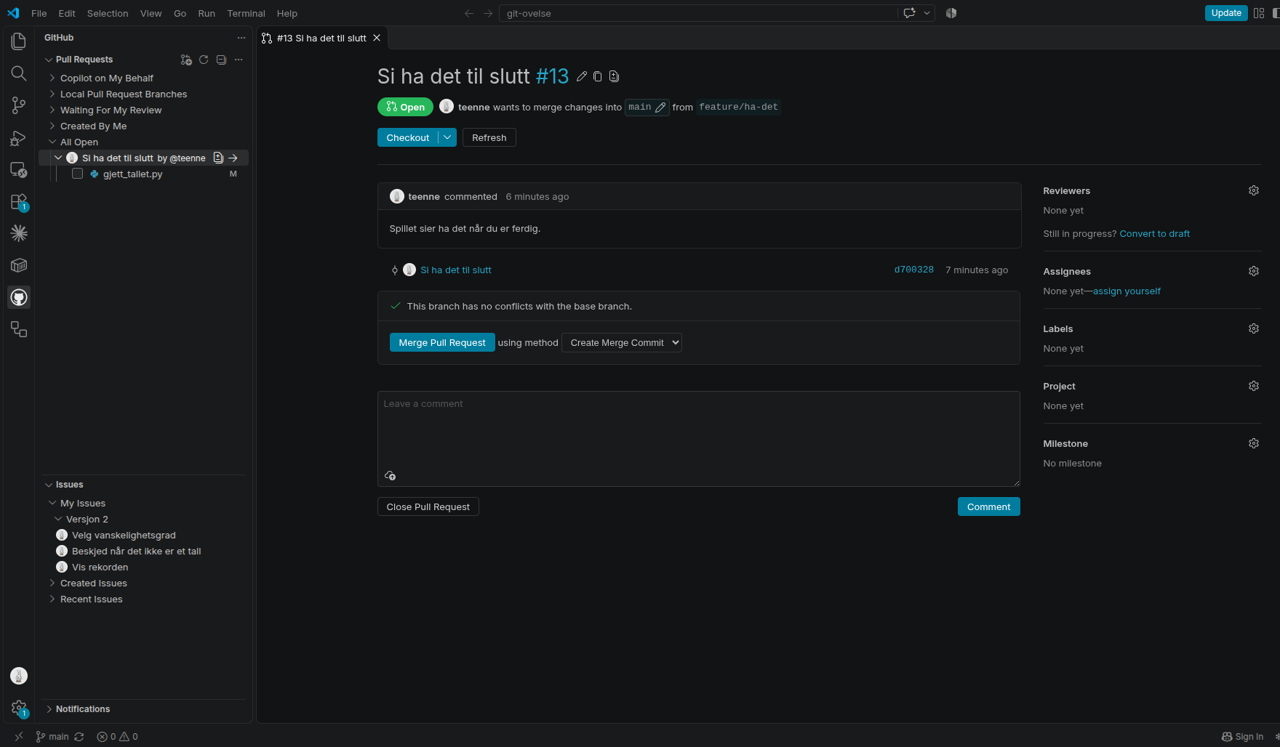 File Edit Selection View Go Run Terminal Help
git-ovelse
Update
GitHub
#13 Si ha det til slutt
Pull Requests
Copilot on My Behalf
Local Pull Request Branches
Waiting For My Review
Created By Me
All Open
Si ha det til slutt by @teenne
gjett_tallet.py M
Si ha det til slutt #13
Open teenne wants to merge changes into main from feature/ha-det
Checkout Refresh
teenne commented 6 minutes ago
Spillet sier ha det når du er ferdig.
Si ha det til slutt d700328 7 minutes ago
This branch has no conflicts with the base branch.
Merge Pull Request using method Create Merge Commit
Leave a comment
Close Pull Request Comment
Reviewers
None yet
Still in progress? Convert to draft
Assignees
None yet—assign yourself
Labels
None yet
Project
None yet
Milestone
No milestone
1
Issues
My Issues
Versjon 2
Velg vanskelighetsgrad
Beskjed når det ikke er et tall
Vis rekorden
Created Issues
Recent Issues
Notifications
1
main 0 0 Sign In